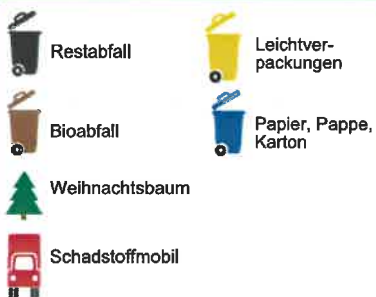 Restabfall
Leichtver-
packungen
Bioabfall
Papier, Pappe,
Karton
Weihnachtsbaum
Schadstoffmobil